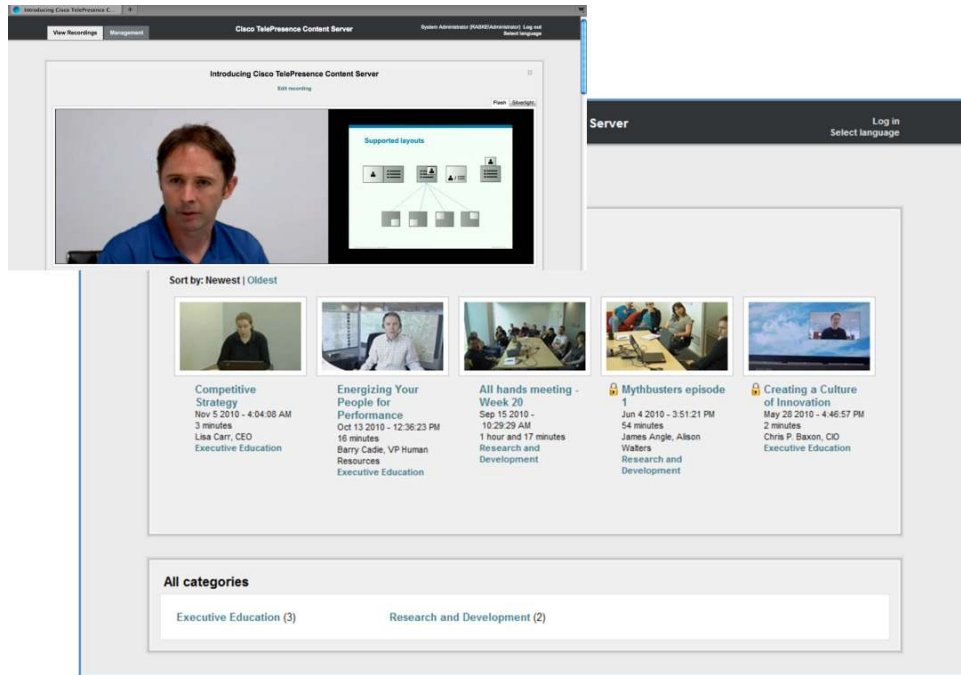 Introducing Cisco TelePresence C...
View Recordings
Management
Cisco TelePresence Content Server
System Administrator (RABKE\Administrator) Log out
Select language
Introducing Cisco TelePresence Content Server
Edit recording
Flash Silverlight
Supported layouts
Server
Log in
Select language
Sort by: Newest | Oldest
Competitive
Strategy
Nov 5 2010 - 4:04:08 AM
3 minutes
Lisa Carr, CEO
Executive Education
Energizing Your
People for
Performance
Oct 13 2010 - 12:36:23 PM
16 minutes
Barry Cadie, VP Human
Resources
Executive Education
All hands meeting -
Week 20
Sep 15 2010 -
10:29:29 AM
1 hour and 17 minutes
Research and
Development
Mythbusters episode
1
Jun 4 2010 - 3:51:21 PM
54 minutes
James Angle, Alison
Walters
Research and
Development
Creating a Culture
of Innovation
May 28 2010 - 4:46:57 PM
2 minutes
Chris P. Baxon, CIO
Executive Education
All categories
Executive Education (3)
Research and Development (2)